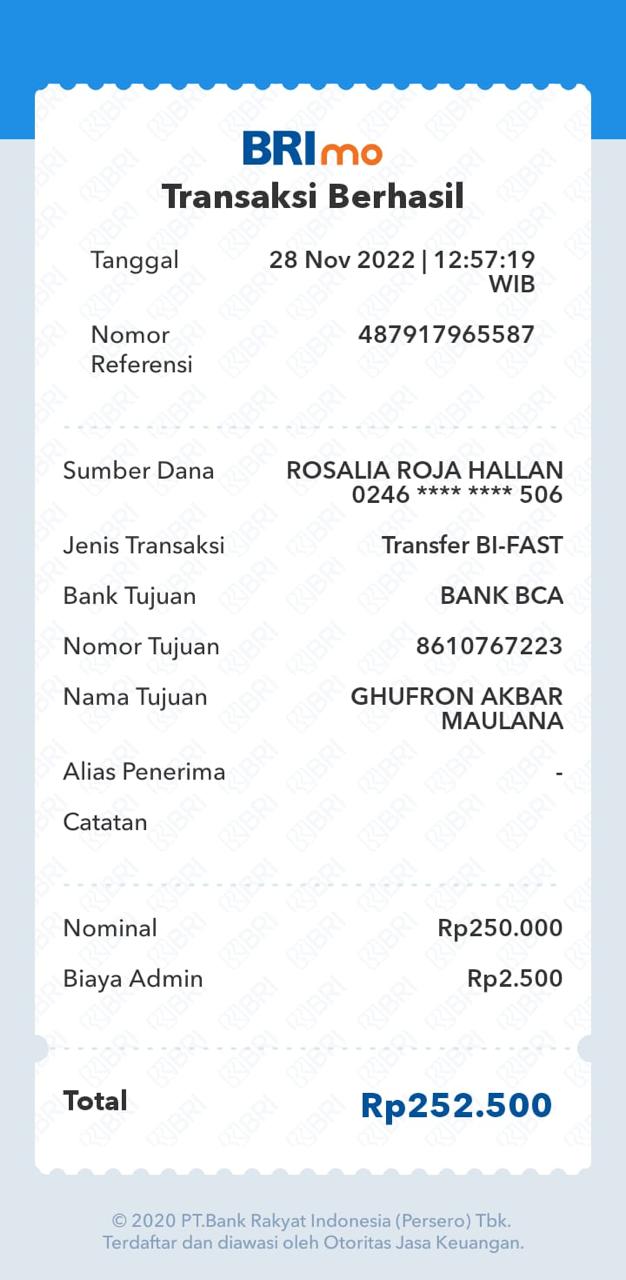 BRImo
Transaksi Berhasil
Tanggal 28 Nov 2022 | 12:57:19
WIB
Nomor 487917965587
Referensi
Sumber Dana ROSALIA ROJA HALLAN
0246 **** **** 506
Jenis Transaksi Transfer BI-FAST
Bank Tujuan BANK BCA
Nomor Tujuan 8610767223
Nama Tujuan GHUFRON AKBAR
MAULANA
Alias Penerima -
Catatan
Nominal Rp250.000
Biaya Admin Rp2.500
Total Rp252.500
© 2020 PT.Bank Rakyat Indonesia (Persero) Tbk.
Terdaftar dan diawasi oleh Otoritas Jasa Keuangan.